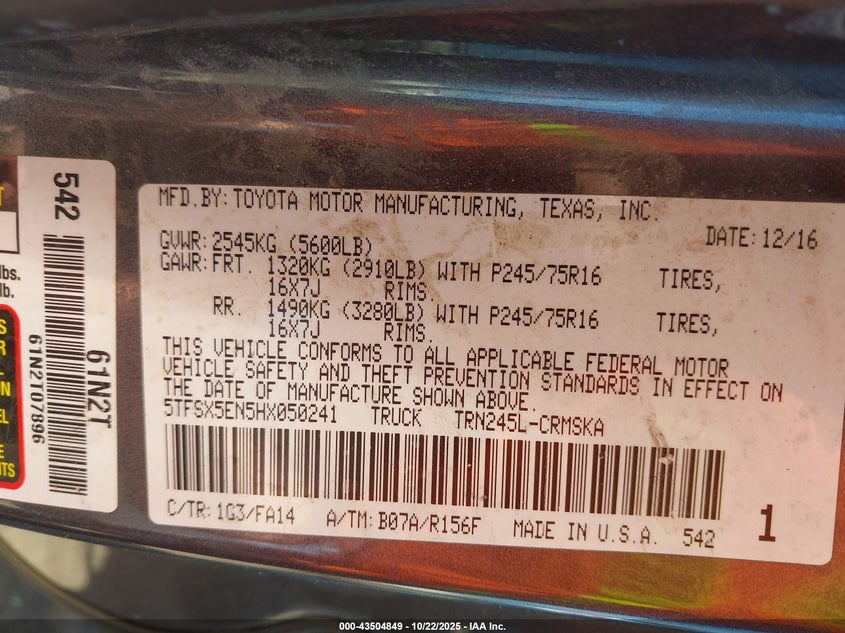 MFD.BY:TOYOTA MOTOR MANUFACTURING, TEXAS, INC.
DATE:12/16
GVWR:2545KG (5600LB)
GAWR:FRT. 1320KG (2910LB) WITH P245/75R16 TIRES,
16X7J RIMS.
RR. 1490KG (3280LB) WITH P245/75R16 TIRES,
16X7J RIMS.
THIS VEHICLE CONFORMS TO ALL APPLICABLE FEDERAL MOTOR
VEHICLE SAFETY AND THEFT PREVENTION STANDARDS IN EFFECT ON
THE DATE OF MANUFACTURE SHOWN ABOVE.
5TFSX5EN5HX050241 TRUCK TRN245L-CRMSKA
C/TR:1G3/FA14 A/TM:B07A/R156F MADE IN U.S.A. 542 1
542
61N2T
61N2T07896
lbs.
lb.
000-43504849 - 10/22/2025 - IAA Inc.